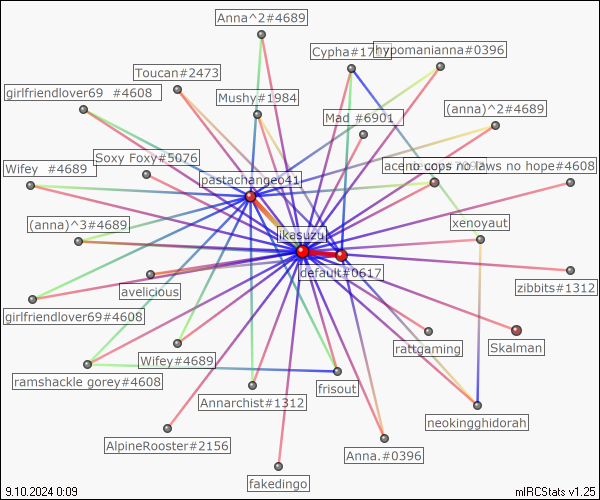 Anna^2#4689
Cypha#17
hypomanianna#0396
Toucan#2473
girlfriendlover69 #4608
Mushy#1984
Mad #6901
(anna)^2#4689
Soxy Foxy#5076
Wifey #4689
no cops no laws no hope#4608
pastachangeo41
(anna)^3#4689
ikasuzu
xenoyaut
default#0617
avelicious
zibbits#1312
girlfriendlover69#4608
Wifey#4689
rattgaming
Skalman
ramshackle gorey#4608
frisout
Annarchist#1312
neokingghidorah
AlpineRooster#2156
Anna.#0396
fakedingo
9.10.2024 0:09
mIRCStats v1.25